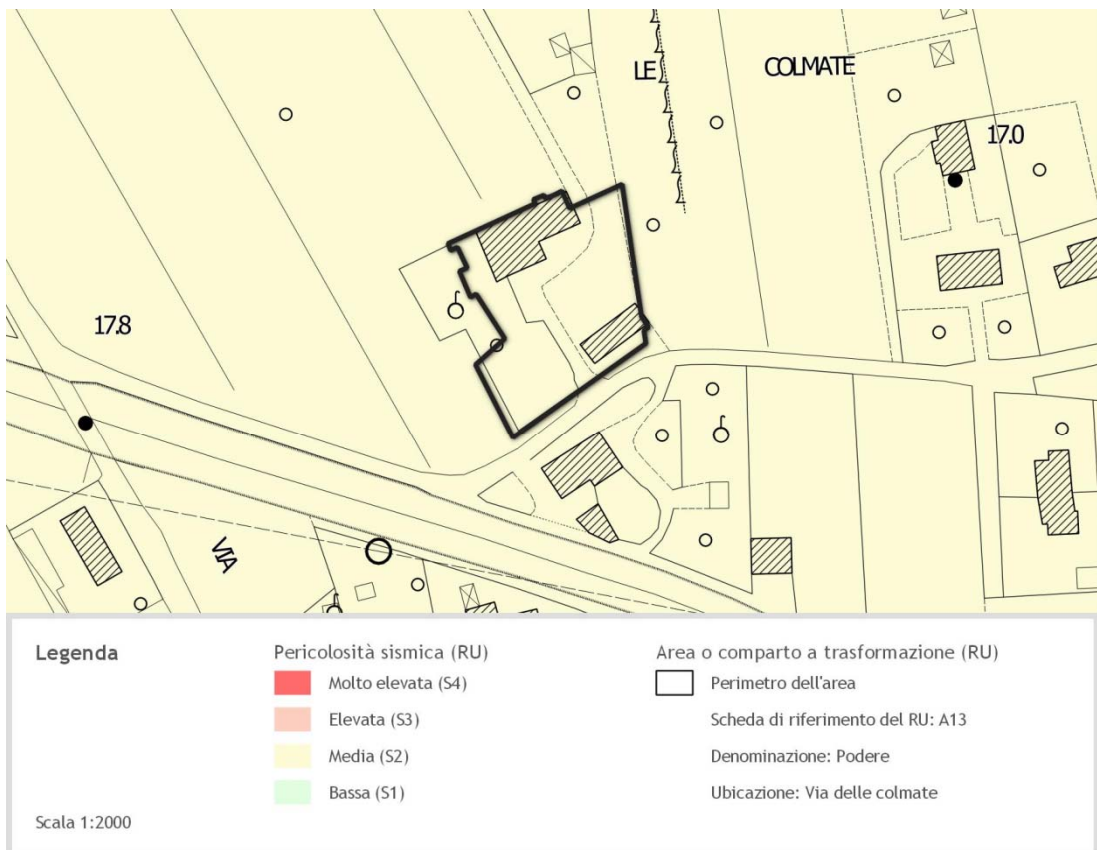 LE COLMATE
17.0
17.8
VIA
Legenda
Pericolosità sismica (RU)
Molto elevata (S4)
Elevata (S3)
Media (S2)
Bassa (S1)
Area o comparto a trasformazione (RU)
Perimetro dell'area
Scheda di riferimento del RU: A13
Denominazione: Podere
Ubicazione: Via delle colmate
Scala 1:2000